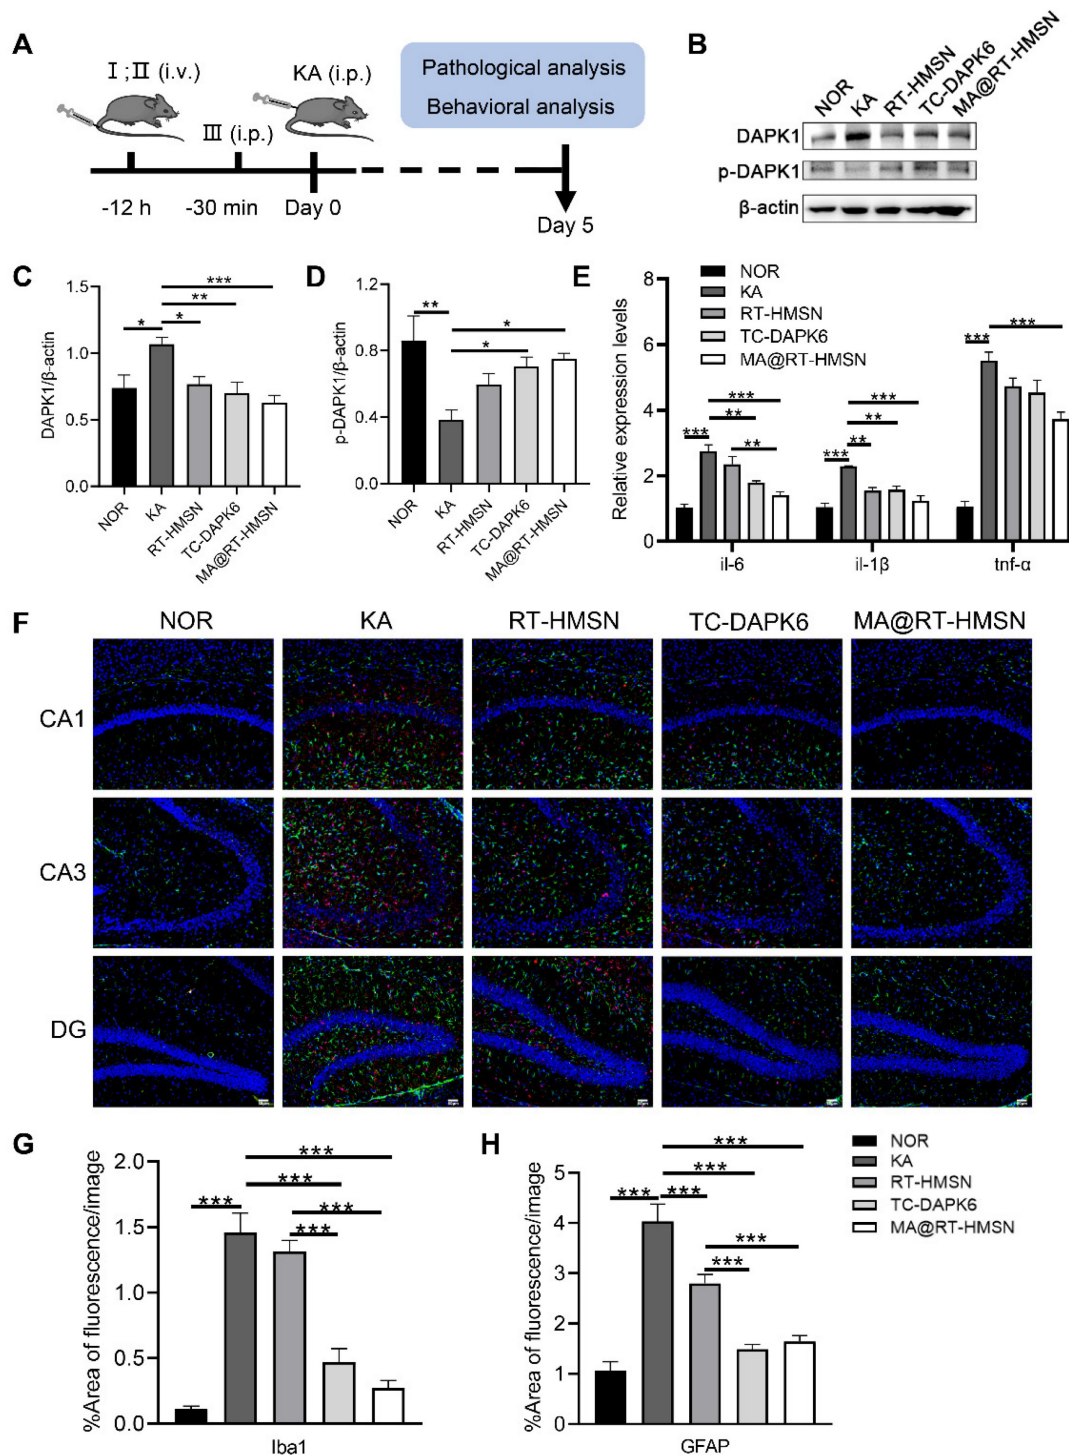 A
I ; II (i.v.)
III (i.p.)
KA (i.p.)
Pathological analysis
Behavioral analysis
-12 h
-30 min
Day 0
Day 5
B
NOR
KA
RT-HMSN
TC-DAPK6
MA@RT-HMSN
DAPK1
p-DAPK1
β-actin
C
DAPK1/β-actin
1.5
1.0
0.5
0.0
***
**
*
*
NOR
KA
RT-HMSN
TC-DAPK6
MA@RT-HMSN
D
p-DAPK1/β-actin
1.2
0.8
0.4
0.0
**
*
*
NOR
KA
RT-HMSN
TC-DAPK6
MA@RT-HMSN
E
NOR
KA
RT-HMSN
TC-DAPK6
MA@RT-HMSN
Relative expression levels
8
6
4
2
0
***
***
**
**
***
***
**
**
***
***
il-6
il-1β
tnf-α
F
NOR
KA
RT-HMSN
TC-DAPK6
MA@RT-HMSN
CA1
CA3
DG
G
%Area of fluorescence/image
2.0
1.5
1.0
0.5
0.0
***
***
***
***
***
Iba1
H
%Area of fluorescence/image
5
4
3
2
1
0
***
***
***
***
***
***
GFAP
NOR
KA
RT-HMSN
TC-DAPK6
MA@RT-HMSN